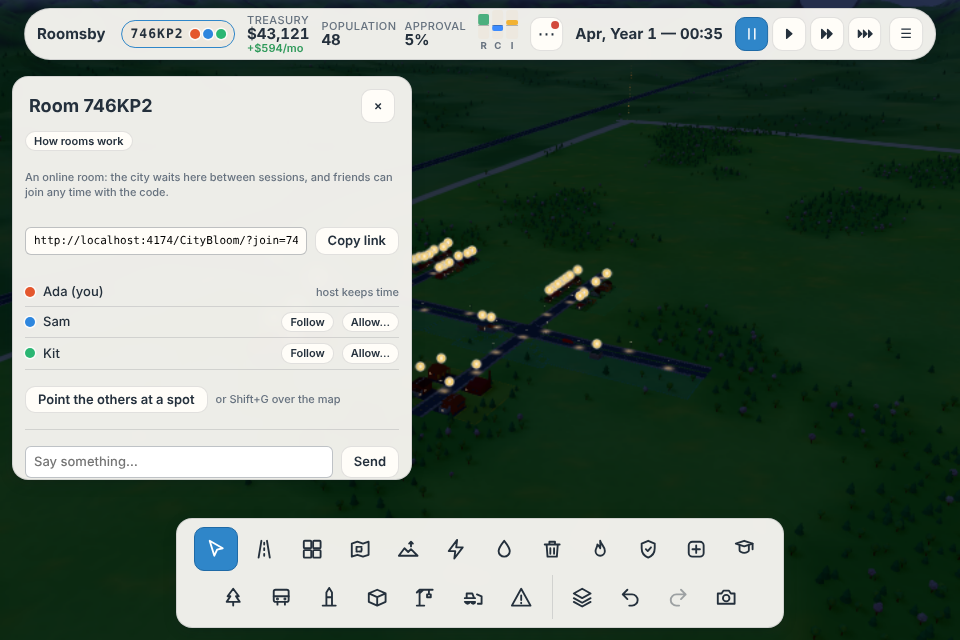 Roomsby
746KP2
TREASURY
$43,121
+$594/mo
POPULATION
48
APPROVAL
5%
R C I
Apr, Year 1 — 00:35
Room 746KP2
×
How rooms work
An online room: the city waits here between sessions, and friends can
join any time with the code.
http://localhost:4174/CityBloom/?join=74
Copy link
Ada (you)
host keeps time
Sam
Follow
Allow...
Kit
Follow
Allow...
Point the others at a spot
or Shift+G over the map
Say something...
Send